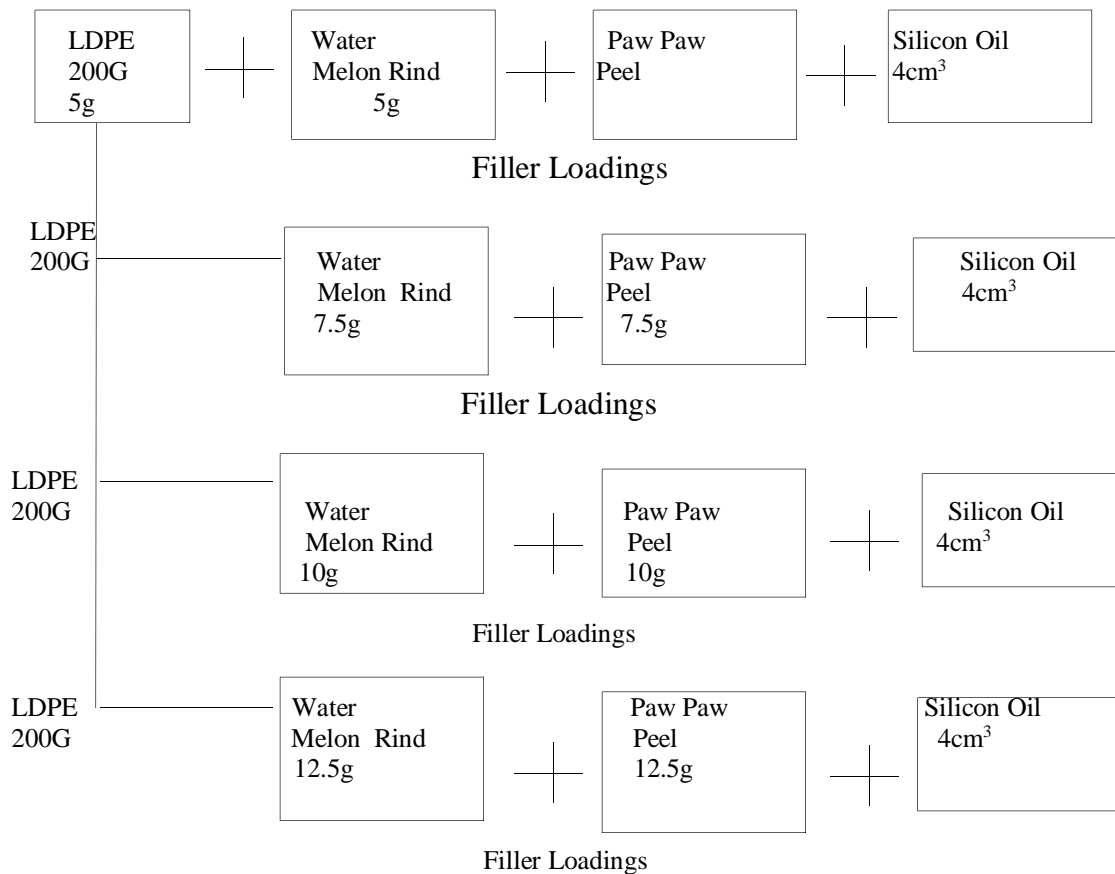 LDPE
200G
5g
Water
Melon Rind
5g
Paw Paw
Peel
Silicon Oil
4cm³
Filler Loadings
LDPE
200G
Water
Melon Rind
7.5g
Paw Paw
Peel
7.5g
Silicon Oil
4cm³
Filler Loadings
LDPE
200G
Water
Melon Rind
10g
Paw Paw
Peel
10g
Silicon Oil
4cm³
Filler Loadings
LDPE
200G
Water
Melon Rind
12.5g
Paw Paw
Peel
12.5g
Silicon Oil
4cm³
Filler Loadings